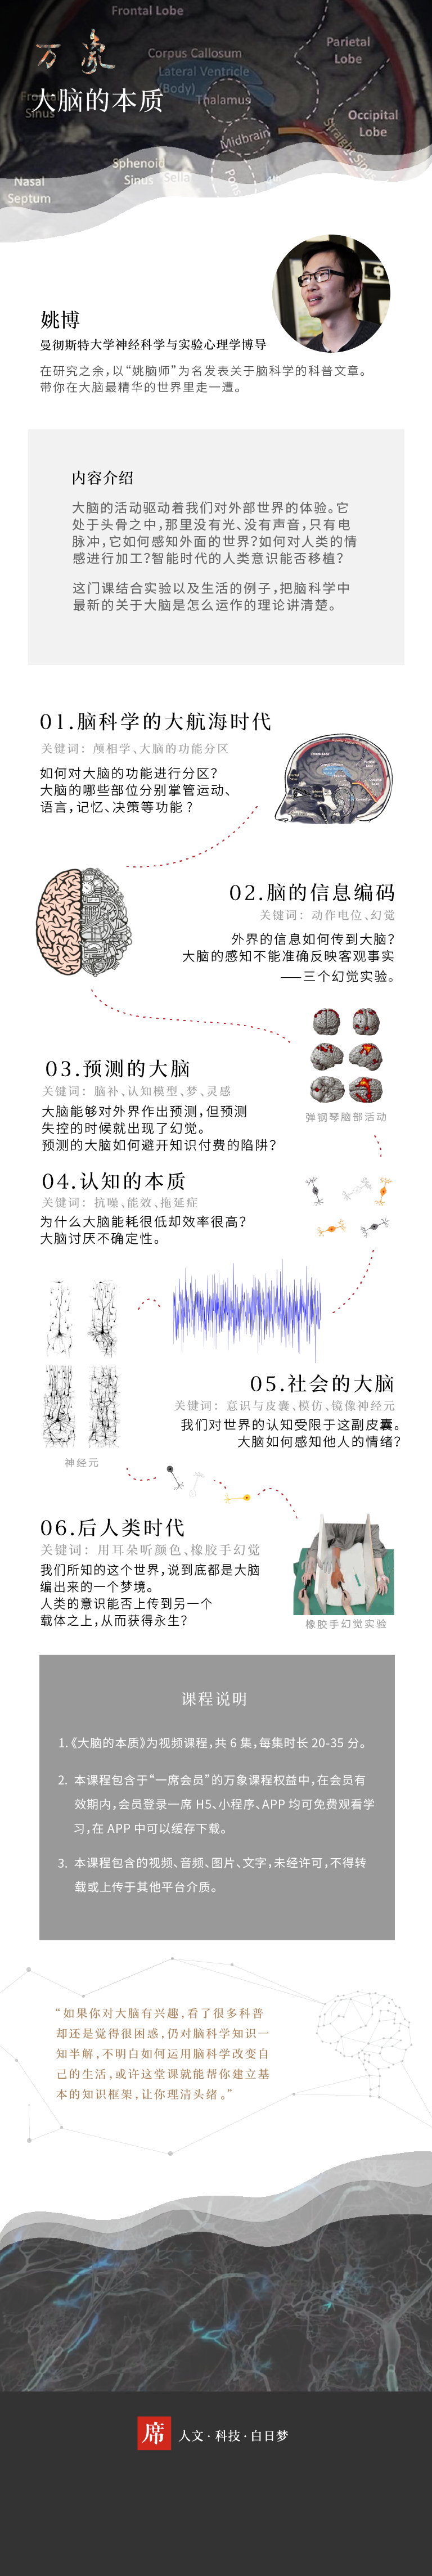 Frontal Lobe
万象
Corpus Callosum
Parietal
Lobe
Lateral Ventricle
(Body)
Thalamus
Frontal
Sinus
大脑的本质
Occipital
Lobe
Midbrain
Straight Sinus
Sphenoid
Sinus
Sella
Pons
Nasal
Septum
姚博
曼彻斯特大学神经科学与实验心理学博导
在研究之余,以“姚脑师”为名发表关于脑科学的科普文章。
带你在大脑最精华的世界里走一遭。
内容介绍
大脑的活动驱动着我们对外部世界的体验。它
处于头骨之中,那里没有光、没有声音,只有电
脉冲,它如何感知外面的世界?如何对人类的情
感进行加工?智能时代的人类意识能否移植?
这门课结合实验以及生活的例子,把脑科学中
最新的关于大脑是怎么运作的理论讲清楚。
01.脑科学的大航海时代
关键词：颅相学、大脑的功能分区
如何对大脑的功能进行分区?
大脑的哪些部位分别掌管运动、
语言,记忆、决策等功能?
02.脑的信息编码
关键词：动作电位、幻觉
外界的信息如何传到大脑?
大脑的感知不能准确反映客观事实
——三个幻觉实验。
03.预测的大脑
关键词：脑补、认知模型、梦、灵感
大脑能够对外界作出预测,但预测
失控的时候就出现了幻觉。
预测的大脑如何避开知识付费的陷阱?
弹钢琴脑部活动
04.认知的本质
关键词：抗噪、能效、拖延症
为什么大脑能耗很低却效率很高?
大脑讨厌不确定性。
05.社会的大脑
关键词：意识与皮囊、模仿、镜像神经元
我们对世界的认知受限于这副皮囊。
大脑如何感知他人的情绪?
神经元
06.后人类时代
关键词：用耳朵听颜色、橡胶手幻觉
我们所知的这个世界,说到底都是大脑
编出来的一个梦境。
人类的意识能否上传到另一个
载体之上,从而获得永生?
橡胶手幻觉实验
课程说明
1.《大脑的本质》为视频课程,共 6 集,每集时长 20-35 分。
2. 本课程包含于“一席会员”的万象课程权益中,在会员有
效期内,会员登录一席 H5、小程序、APP 均可免费观看学
习,在 APP 中可以缓存下载。
3. 本课程包含的视频、音频、图片、文字,未经许可,不得转
载或上传于其他平台介质。
“如果你对大脑有兴趣,看了很多科普
却还是觉得很困惑,仍对脑科学知识一
知半解,不明白如何运用脑科学改变自
己的生活,或许这堂课就能帮你建立基
本的知识框架,让你理清头绪。”
席 人文·科技·白日梦